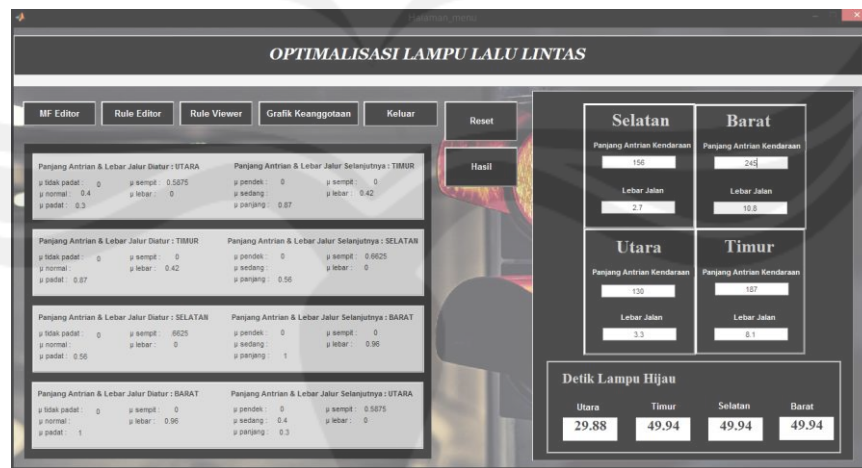 Halaman_menu
OPTIMALISASI LAMPU LALU LINTAS
MF Editor
Rule Editor
Rule Viewer
Grafik Keanggotaan
Keluar
Reset
Hasil
Panjang Antrian & Lebar Jalur Diatur : UTARA
µ tidak padat : 0
µ sempit : 0.5875
µ normal : 0.4
µ lebar : 0
µ padat : 0.3
Panjang Antrian & Lebar Jalur Selanjutnya : TIMUR
µ pendek : 0
µ sempit : 0
µ sedang :
µ lebar : 0.42
µ panjang : 0.87
Panjang Antrian & Lebar Jalur Diatur : TIMUR
µ tidak padat : 0
µ sempit : 0
µ normal :
µ lebar : 0.42
µ padat : 0.87
Panjang Antrian & Lebar Jalur Selanjutnya : SELATAN
µ pendek : 0
µ sempit : 0.6625
µ sedang :
µ lebar : 0
µ panjang : 0.56
Panjang Antrian & Lebar Jalur Diatur : SELATAN
µ tidak padat : 0
µ sempit : .6625
µ normal :
µ lebar : 0
µ padat : 0.56
Panjang Antrian & Lebar Jalur Selanjutnya : BARAT
µ pendek : 0
µ sempit : 0
µ sedang :
µ lebar : 0.96
µ panjang : 1
Panjang Antrian & Lebar Jalur Diatur : BARAT
µ tidak padat : 0
µ sempit : 0
µ normal :
µ lebar : 0.96
µ padat : 1
Panjang Antrian & Lebar Jalur Selanjutnya : UTARA
µ pendek : 0
µ sempit : 0.5875
µ sedang : 0.4
µ lebar : 0
µ panjang : 0.3
Selatan
Panjang Antrian Kendaraan
156
Lebar Jalan
2.7
Barat
Panjang Antrian Kendaraan
245
Lebar Jalan
10.8
Utara
Panjang Antrian Kendaraan
130
Lebar Jalan
3.3
Timur
Panjang Antrian Kendaraan
187
Lebar Jalan
8.1
Detik Lampu Hijau
Utara Timur Selatan Barat
29.88 49.94 49.94 49.94